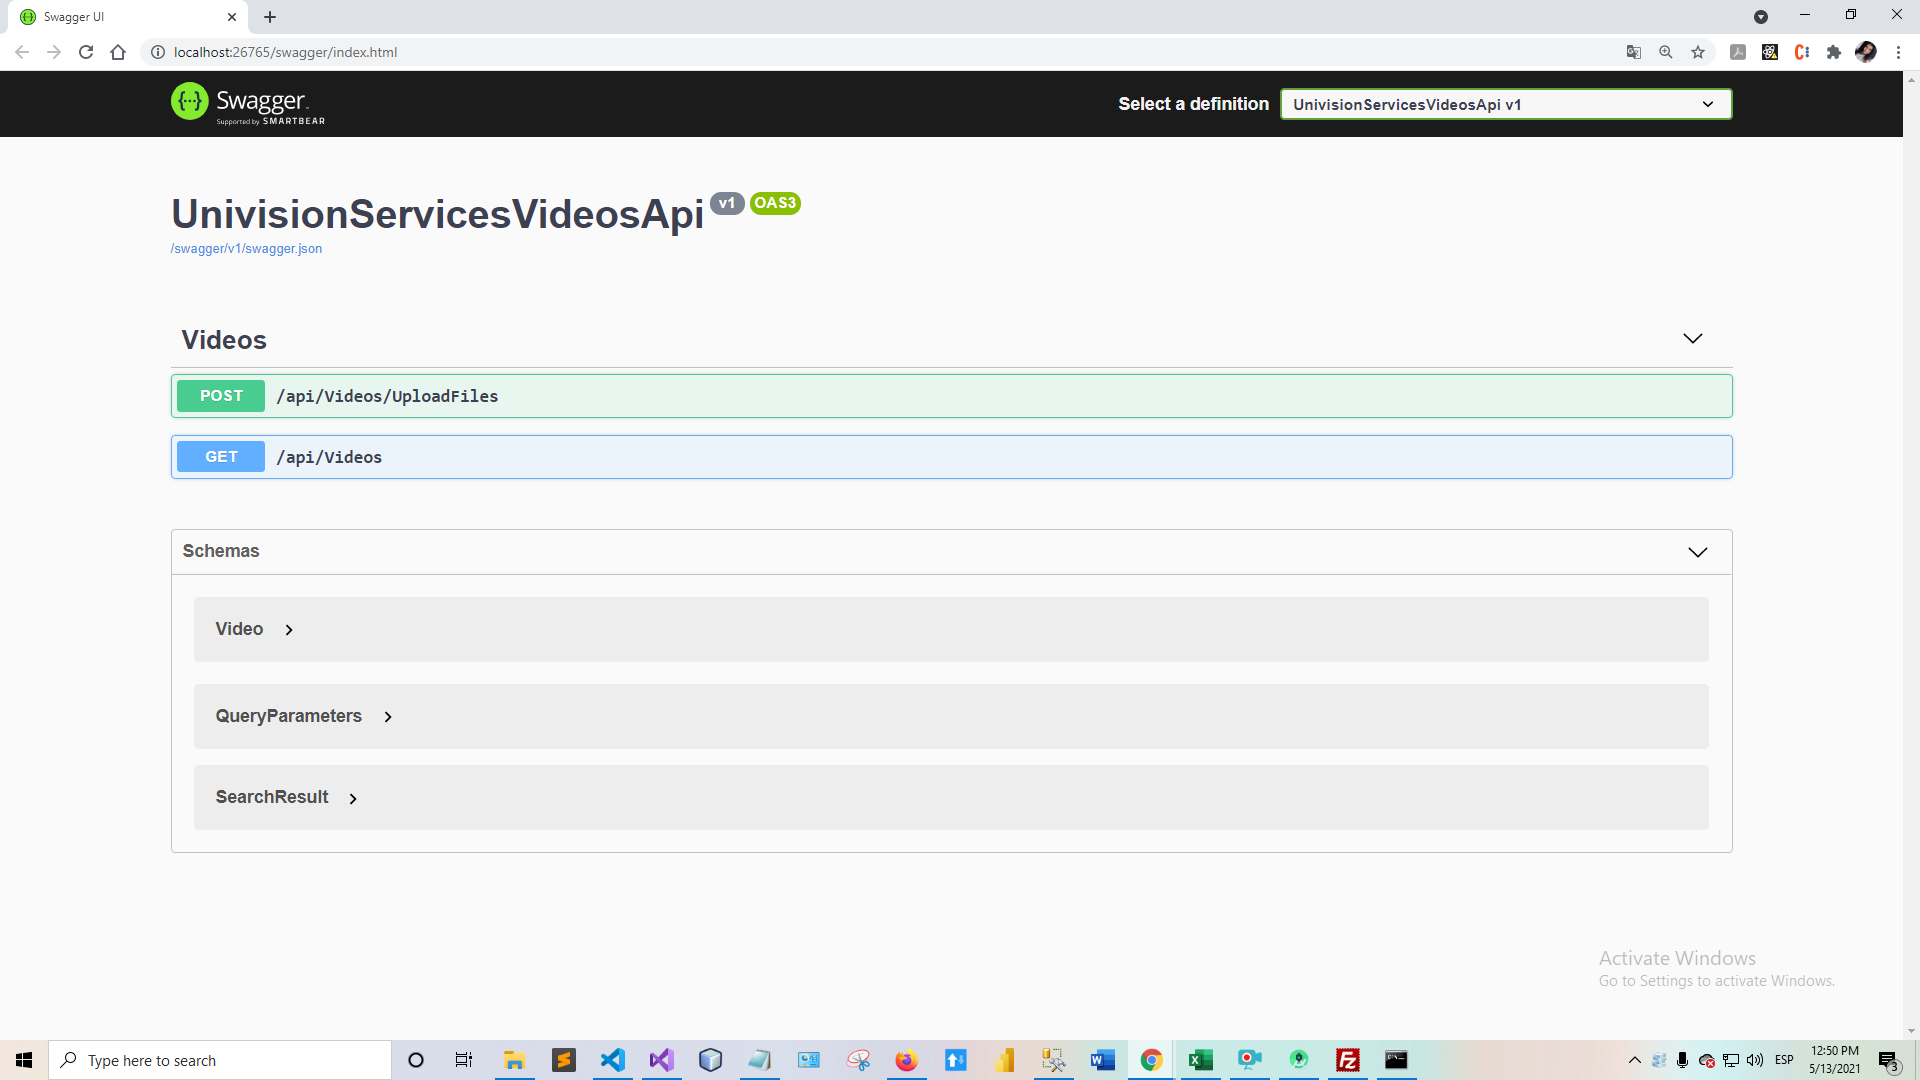 Swagger UI
localhost:26765/swagger/index.html
Swagger
Supported by SMARTBEAR
Select a definition
UnivisionServicesVideosApi v1
UnivisionServicesVideosApi v1 OAS3
/swagger/v1/swagger.json
Videos
POST /api/Videos/UploadFiles
GET /api/Videos
Schemas
Video
QueryParameters
SearchResult
Activate Windows
Go to Settings to activate Windows.
Type here to search
ESP
12:50 PM
5/13/2021
3